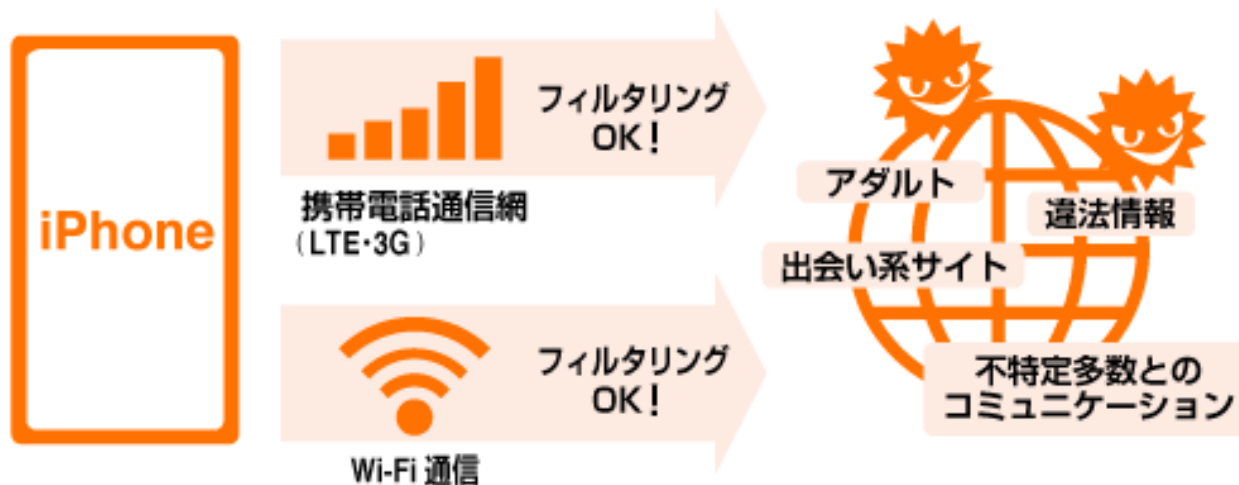 iPhone
フィルタリング
OK!
携帯電話通信網
(LTE・3G)
フィルタリング
OK!
Wi-Fi 通信
アダルト
違法情報
出会い系サイト
不特定多数との
コミュニケーション